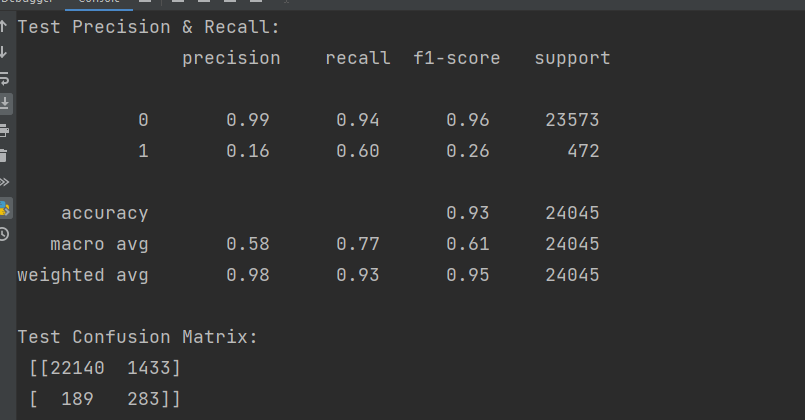 Test Precision & Recall:
precision recall f1-score support
0 0.99 0.94 0.96 23573
1 0.16 0.60 0.26 472
accuracy 0.93 24045
macro avg 0.58 0.77 0.61 24045
weighted avg 0.98 0.93 0.95 24045
Test Confusion Matrix:
[[22140 1433]
[ 189 283]]